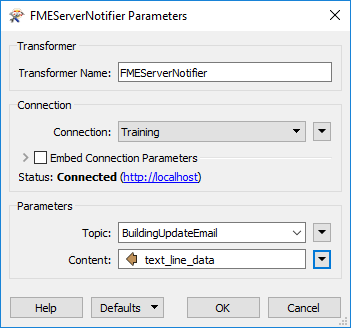 FMEServerNotifier Parameters
Transformer
Transformer Name: FMEServerNotifier
Connection
Connection: Training
Embed Connection Parameters
Status: Connected (http://localhost)
Parameters
Topic: BuildingUpdateEmail
Content: text_line_data
Help Defaults OK Cancel